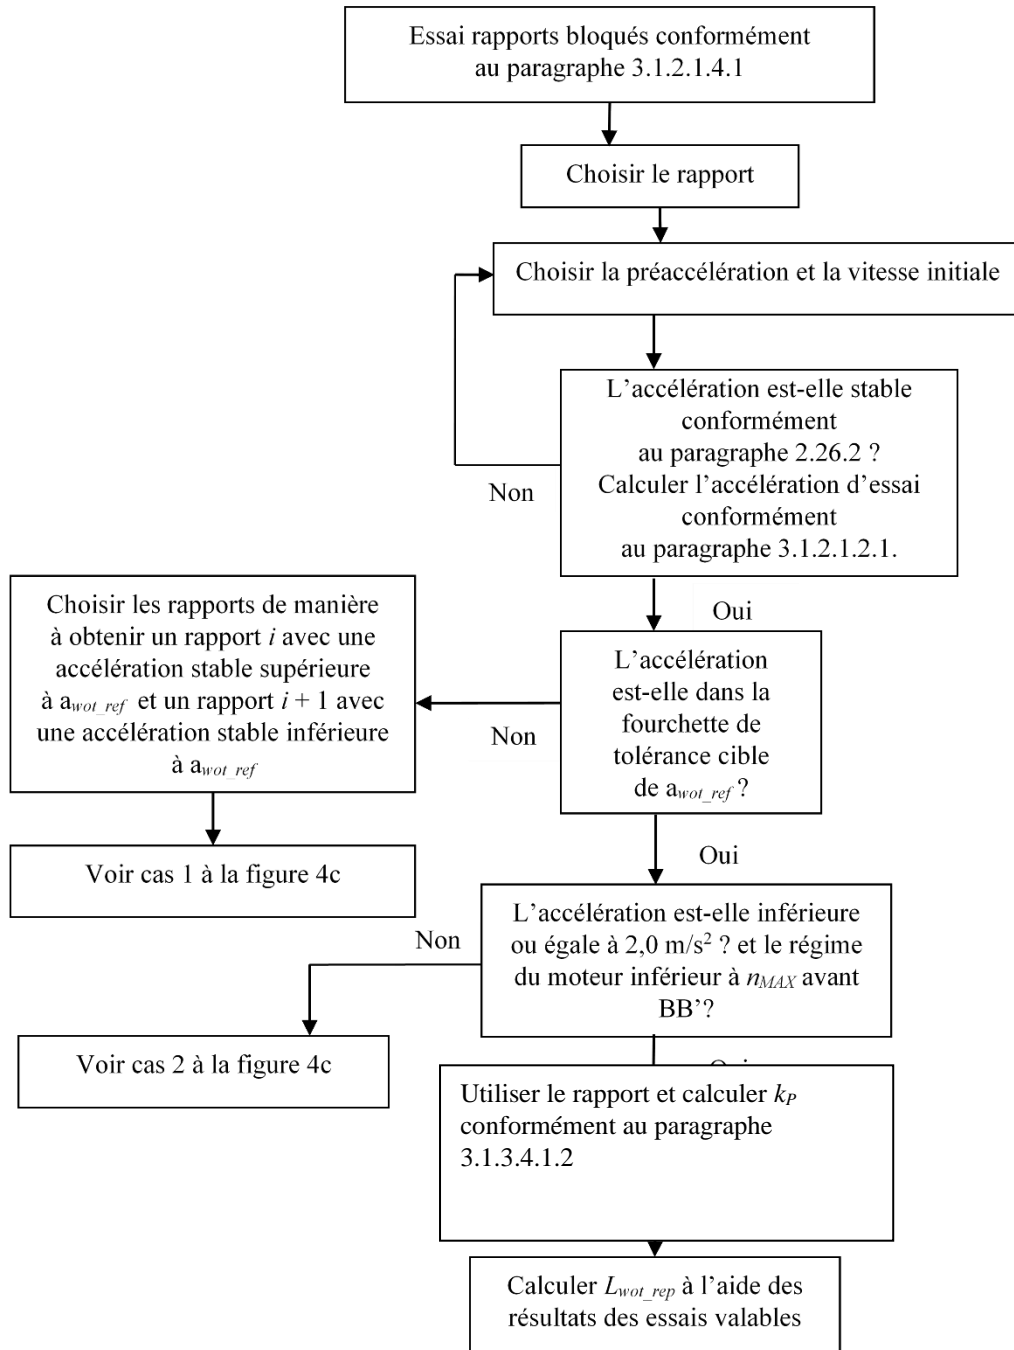 Essai rapports bloqués conformément
au paragraphe 3.1.2.1.4.1
Choisir le rapport
Choisir la préaccélération et la vitesse initiale
L’accélération est-elle stable
conformément
au paragraphe 2.26.2 ?
Calculer l’accélération d’essai
conformément
au paragraphe 3.1.2.1.2.1.
Non
Oui
Choisir les rapports de manière
à obtenir un rapport i avec une
accélération stable supérieure
à awot_ref et un rapport i + 1 avec
une accélération stable inférieure
à awot_ref
L’accélération
est-elle dans la
fourchette de
tolérance cible
de awot_ref ?
Non
Voir cas 1 à la figure 4c
Oui
L’accélération est-elle inférieure
ou égale à 2,0 m/s² ? et le régime
du moteur inférieur à nMAX avant
BB’?
Non
Voir cas 2 à la figure 4c
Utiliser le rapport et calculer kP
conformément au paragraphe
3.1.3.4.1.2
Calculer Lwot_rep à l’aide des
résultats des essais valables